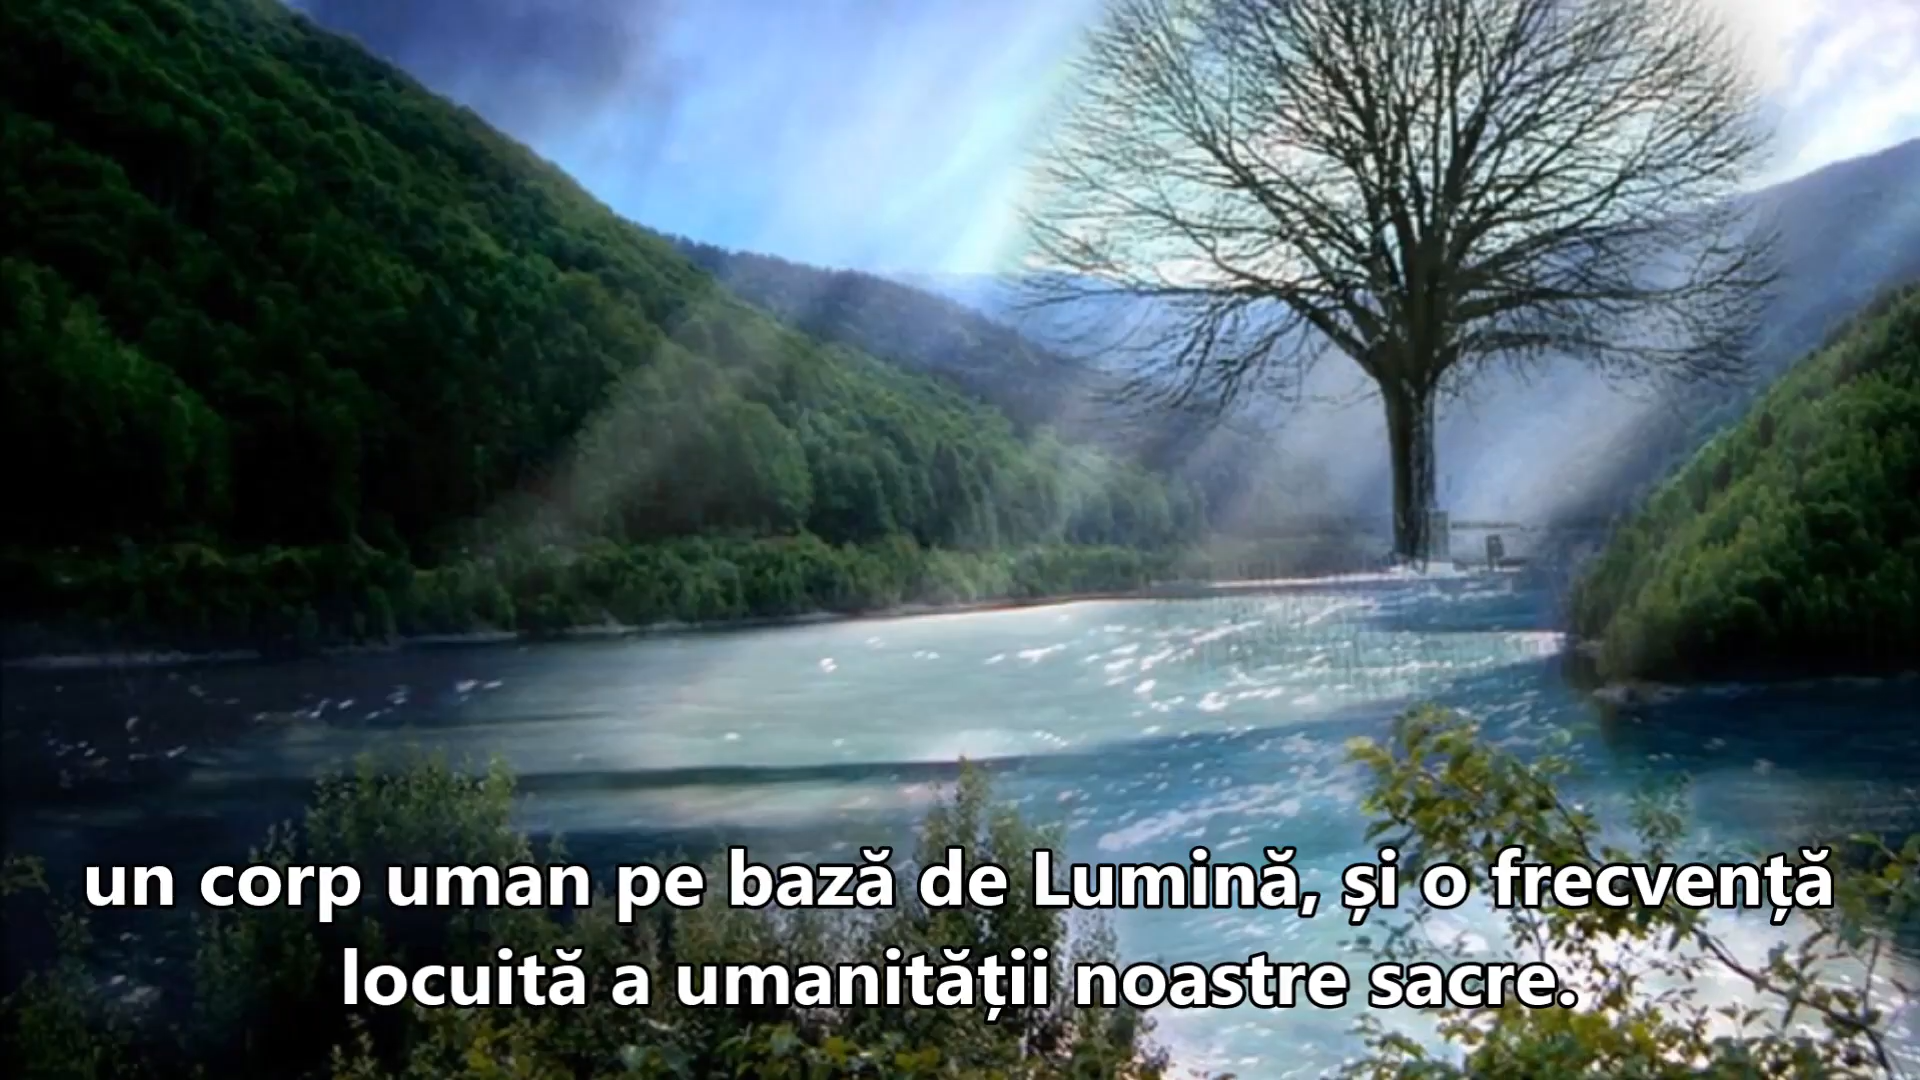 un corp uman pe bază de Lumină, și o frecvență
locuită a umanității noastre sacre.